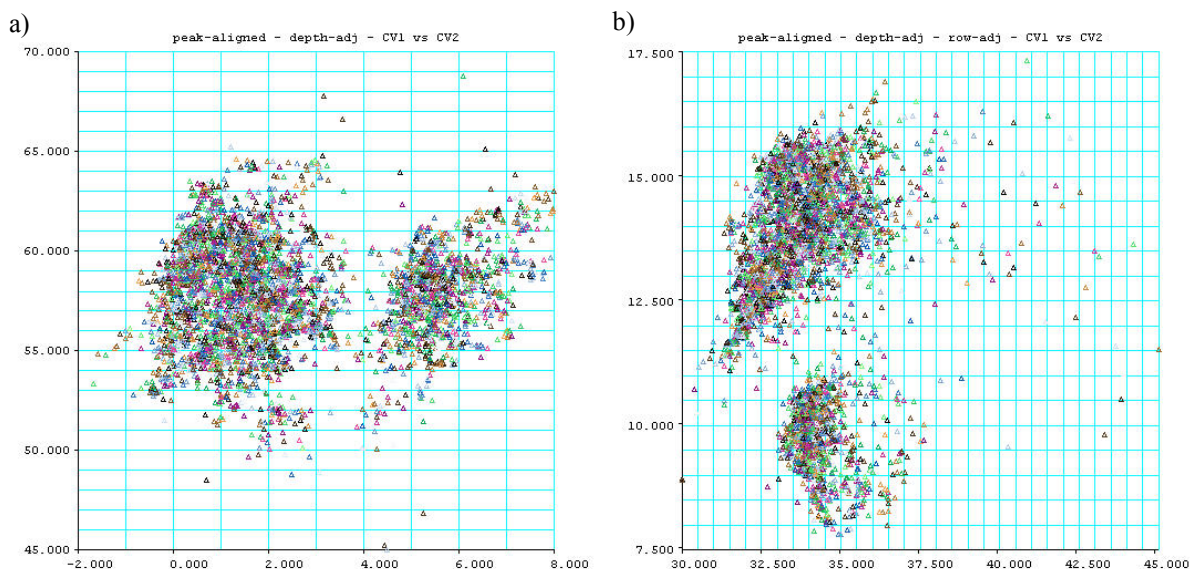 a)
peak-aligned - depth-adj - CV1 vs CV2
70.000
65.000
60.000
55.000
50.000
45.000
-2.000 0.000 2.000 4.000 6.000 8.000
b)
peak-aligned - depth-adj - row-adj - CV1 vs CV2
17.500
15.000
12.500
10.000
7.500
30.000 32.500 35.000 37.500 40.000 42.500 45.000